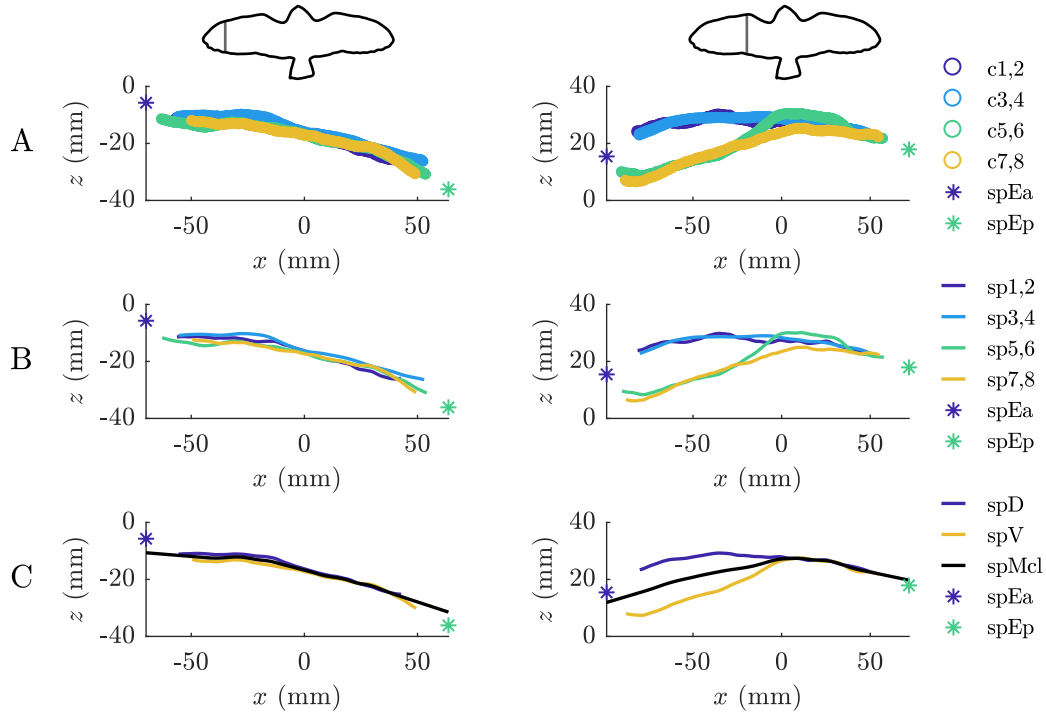 A
z (mm)
0
-20
-40
-50
0
50
x (mm)
z (mm)
40
20
0
-50
0
50
x (mm)
c1,2
c3,4
c5,6
c7,8
spEa
spEp
B
z (mm)
0
-20
-40
-50
0
50
x (mm)
z (mm)
40
20
0
-50
0
50
x (mm)
sp1,2
sp3,4
sp5,6
sp7,8
spEa
spEp
C
z (mm)
0
-20
-40
-50
0
50
x (mm)
z (mm)
40
20
0
-50
0
50
x (mm)
spD
spV
spMcl
spEa
spEp